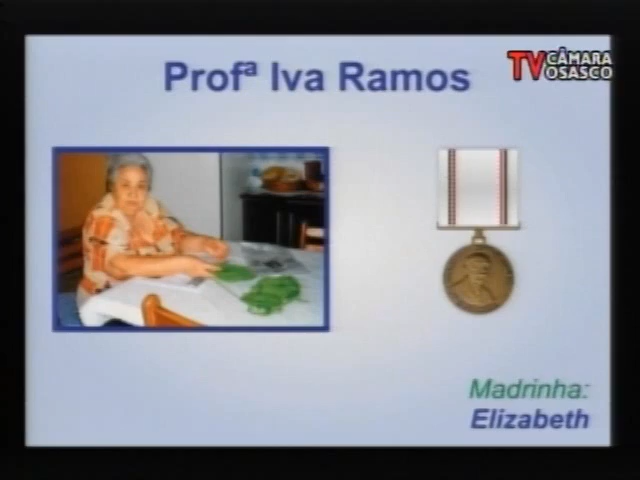 Profª Iva Ramos
TV CÂMARA
OSASCO
Madrinha:
Elizabeth